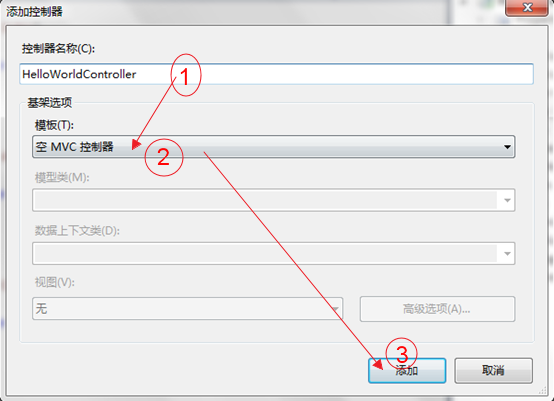 添加控制器
控制器名称(C):
HelloWorldController
1
基架选项
模板(T):
空 MVC 控制器
2
模型类(M):
数据上下文类(D):
视图(V):
无
高级选项(A)...
3
添加
取消